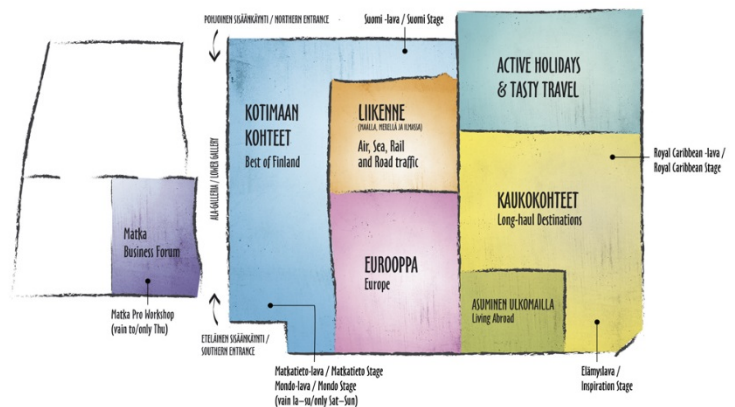 POHJOINEN SISÄÄNKÄYNTI / NORTHERN ENTRANCE
Suomi -lava / Suomi Stage
ACTIVE HOLIDAYS
& TASTY TRAVEL
KOTIMAAN
KOHTEET
Best of Finland
LIIKENNE
(MAALLA, MERELLÄ JA ILMASSA)
Air, Sea, Rail
and Road traffic
ALA-GALLERIA / LOWER GALLERY
Royal Caribbean -lava /
Royal Caribbean Stage
KAUKOKOHTEET
Long-haul Destinations
Matka
Business Forum
EUROOPPA
Europe
ASUMINEN ULKOMAILLA
Living Abroad
Matka Pro Workshop
(vain to/only Thu)
ETELÄINEN SISÄÄNKÄYNTI /
SOUTHERN ENTRANCE
Matkatieto-lava / Matkatieto Stage
Mondo-lava / Mondo Stage
(vain la–su/only Sat–Sun)
Elämyslava /
Inspiration Stage